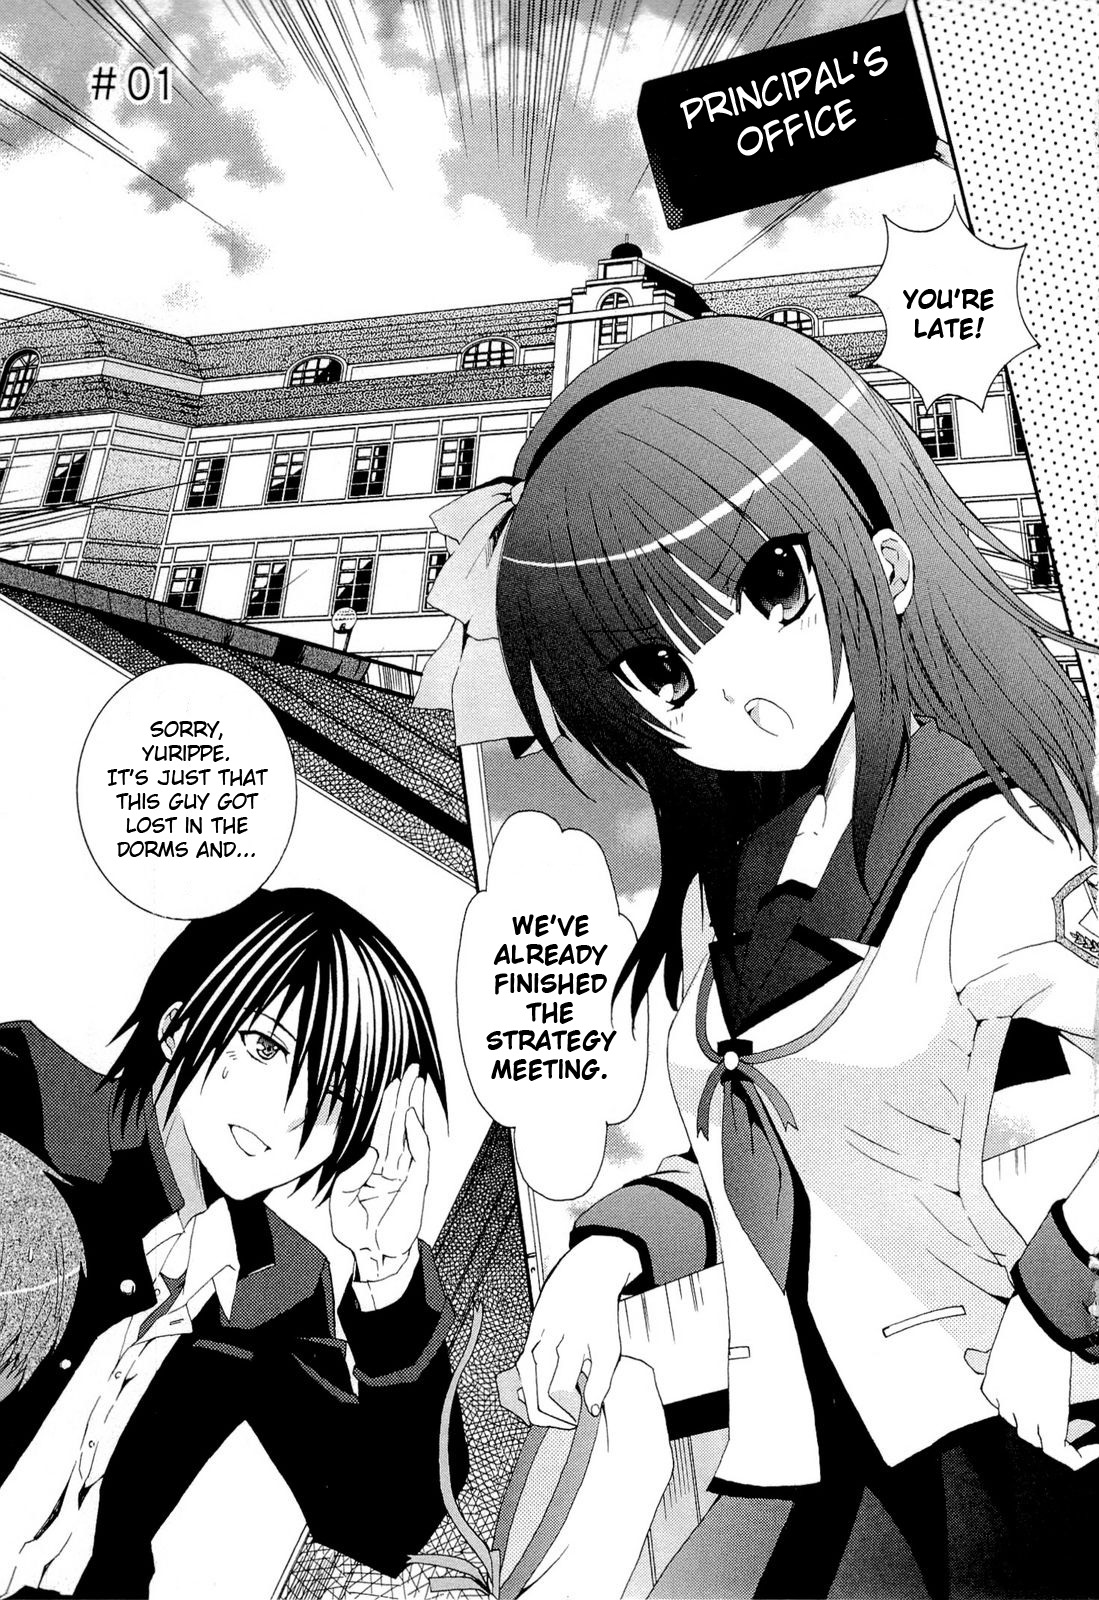 #01
PRINCIPAL'S
OFFICE
YOU'RE
LATE!
WE'VE
ALREADY
FINISHED
THE
STRATEGY
MEETING.
SORRY,
YURIPPE.
IT'S JUST THAT
THIS GUY GOT
LOST IN THE
DORMS AND...